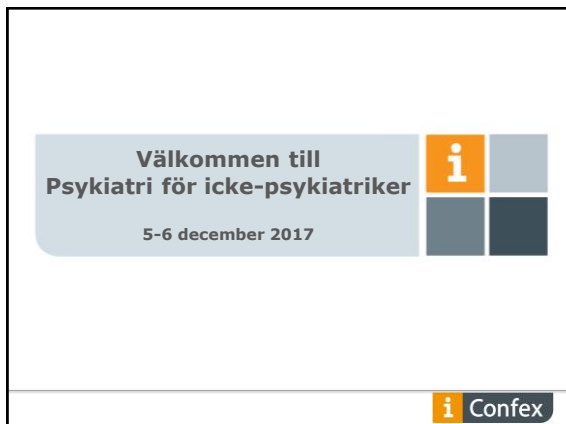 Välkommen till
Psykiatri för icke-psykiatriker
5-6 december 2017
i
i Confex